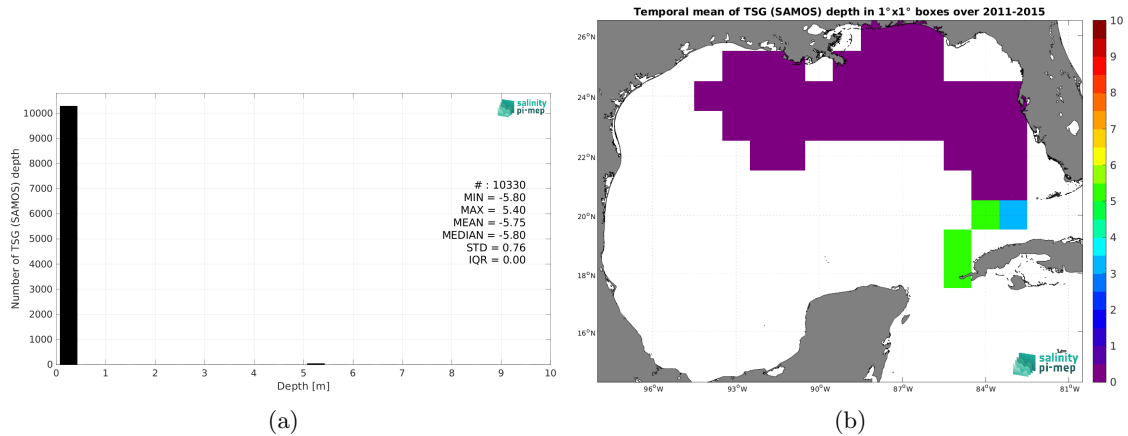 salinity
pi-mep
Number of TSG (SAMOS) depth
10000
9000
8000
7000
6000
5000
4000
3000
2000
1000
0
# : 10330
MIN = -5.80
MAX = 5.40
MEAN = -5.75
MEDIAN = -5.80
STD = 0.76
IQR = 0.00
0 1 2 3 4 5 6 7 8 9 10
Depth [m]
(a)
Temporal mean of TSG (SAMOS) depth in 1°x1° boxes over 2011-2015
26°N
24°N
22°N
20°N
18°N
16°N
96°W 93°W 90°W 87°W 84°W 81°W
salinity
pi-mep
10
9
8
7
6
5
4
3
2
1
0
(b)